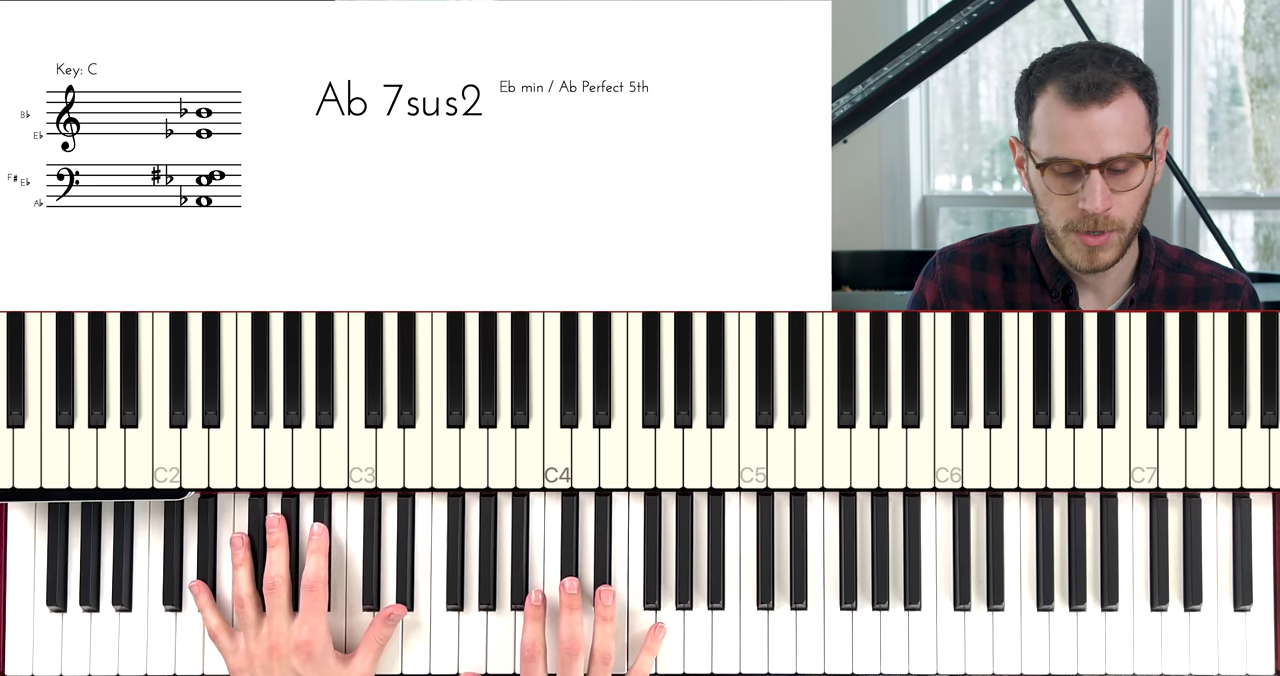 Key: C
Ab 7sus2 Eb min / Ab Perfect 5th
B♭
E♭
F♯ E♭
A♭
C2 C3 C4 C5 C6 C7